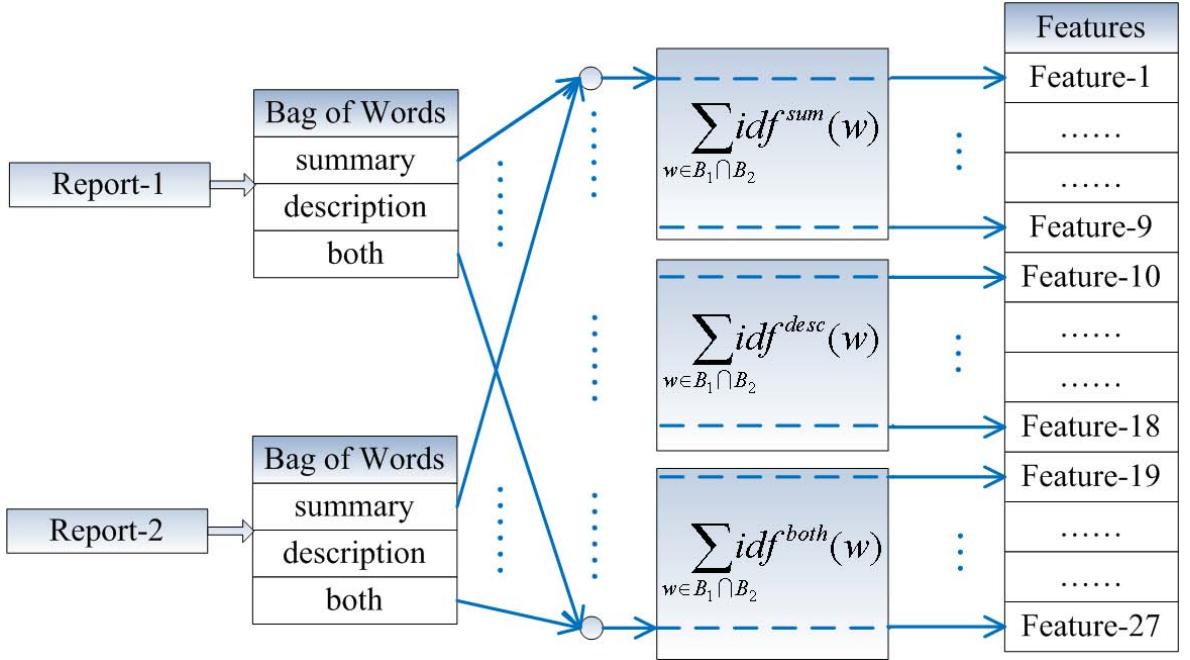 Report-1
Bag of Words
summary
description
both
Report-2
Bag of Words
summary
description
both
∑ idf^sum(w)
w∈B₁∩B₂
∑ idf^desc(w)
w∈B₁∩B₂
∑ idf^both(w)
w∈B₁∩B₂
Features
Feature-1
......
......
Feature-9
Feature-10
......
......
Feature-18
Feature-19
......
......
Feature-27